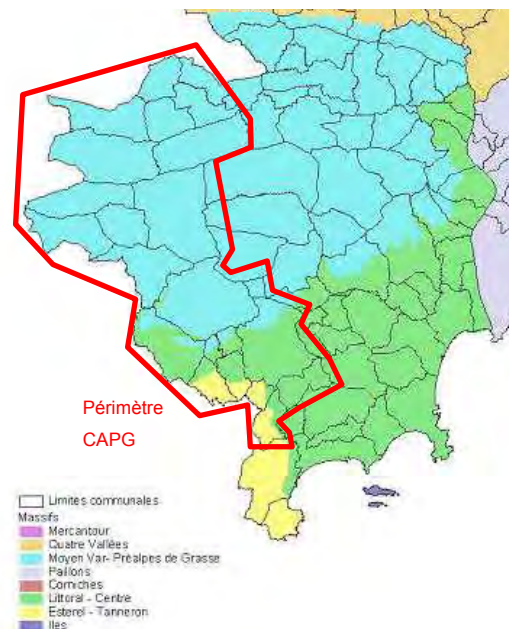 Périmètre
CAPG
Limites communales
Massifs
Mercantour
Quatre Vallées
Moyen Var- Préalpes de Grasse
Paillons
Corniches
Littoral - Centre
Esterel - Tanneron
Iles